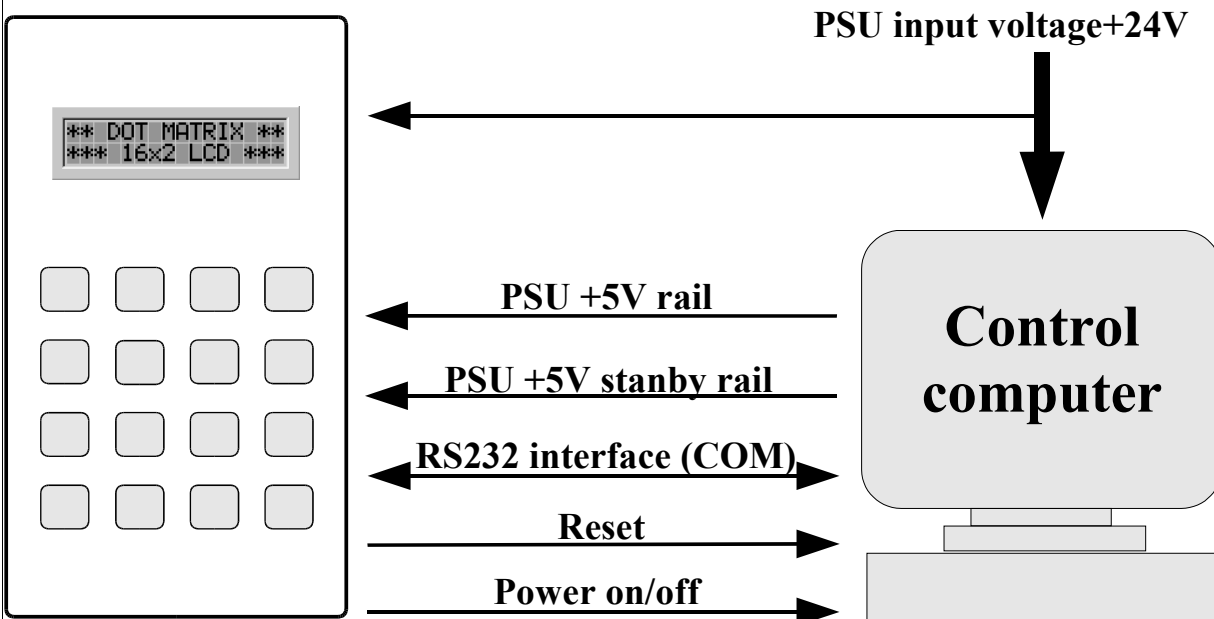 PSU input voltage+24V
** DOT MATRIX **
*** 16x2 LCD ***
PSU +5V rail
PSU +5V stanby rail
RS232 interface (COM)
Reset
Power on/off
Control
computer